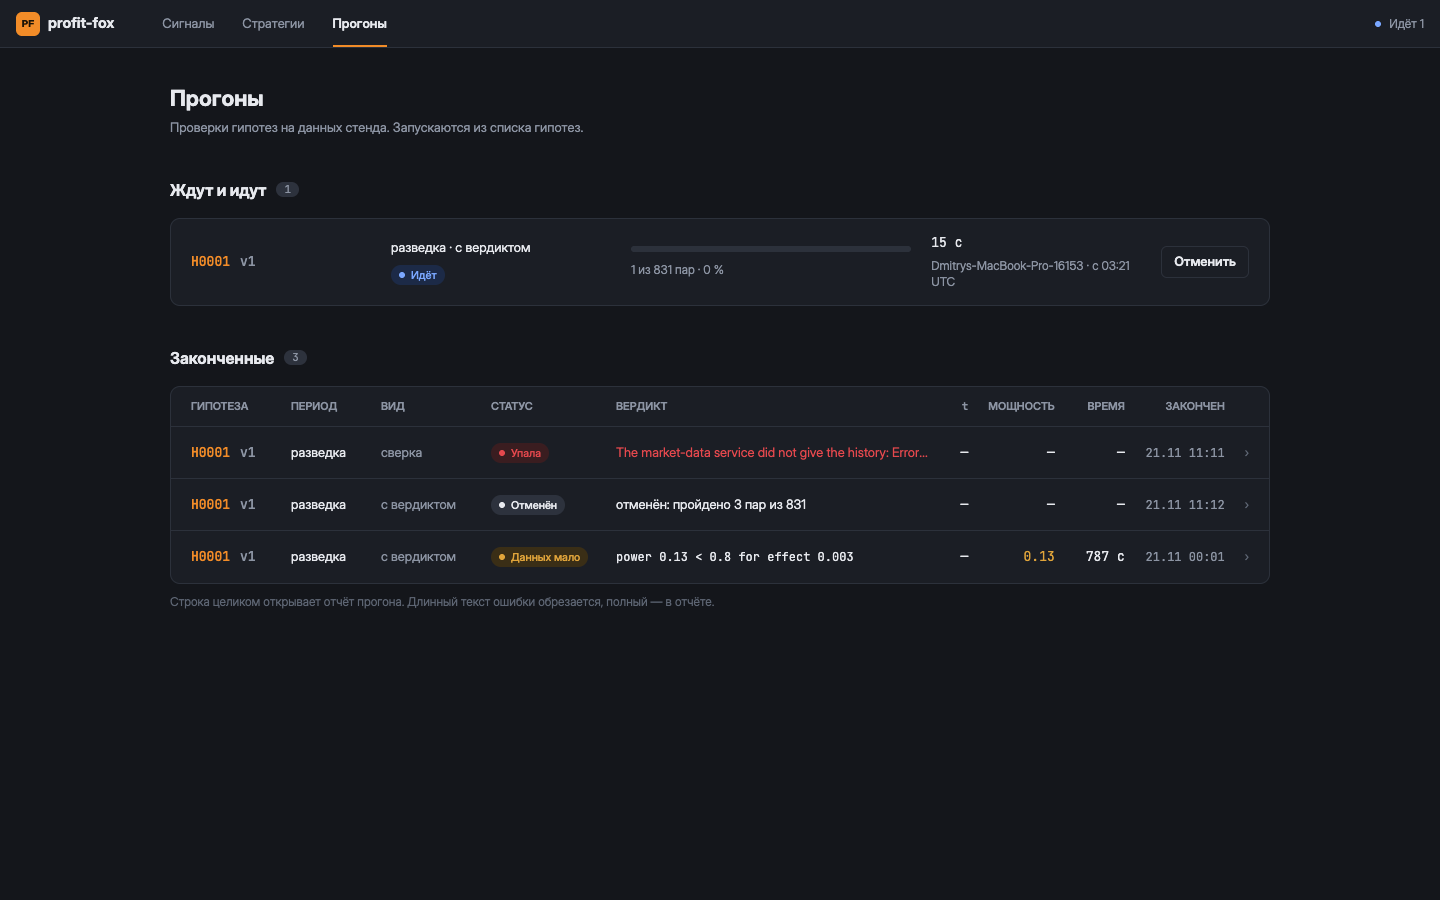 PF profit-fox Сигналы Стратегии Прогоны Идёт 1
Прогоны
Проверки гипотез на данных стенда. Запускаются из списка гипотез.
Ждут и идут 1
H0001 v1
разведка · с вердиктом
Идёт
1 из 831 пар · 0 %
15 с
Dmitrys-MacBook-Pro-16153 · с 03:21
UTC
Отменить
Законченные 3
ГИПОТЕЗА ПЕРИОД ВИД СТАТУС ВЕРДИКТ t МОЩНОСТЬ ВРЕМЯ ЗАКОНЧЕН
H0001 v1 разведка сверка Упала The market-data service did not give the history: Error... — — — 21.11 11:11 ›
H0001 v1 разведка с вердиктом Отменён отменён: пройдено 3 пар из 831 — — — 21.11 11:12 ›
H0001 v1 разведка с вердиктом Данных мало power 0.13 < 0.8 for effect 0.003 — 0.13 787 с 21.11 00:01 ›
Строка целиком открывает отчёт прогона. Длинный текст ошибки обрезается, полный — в отчёте.